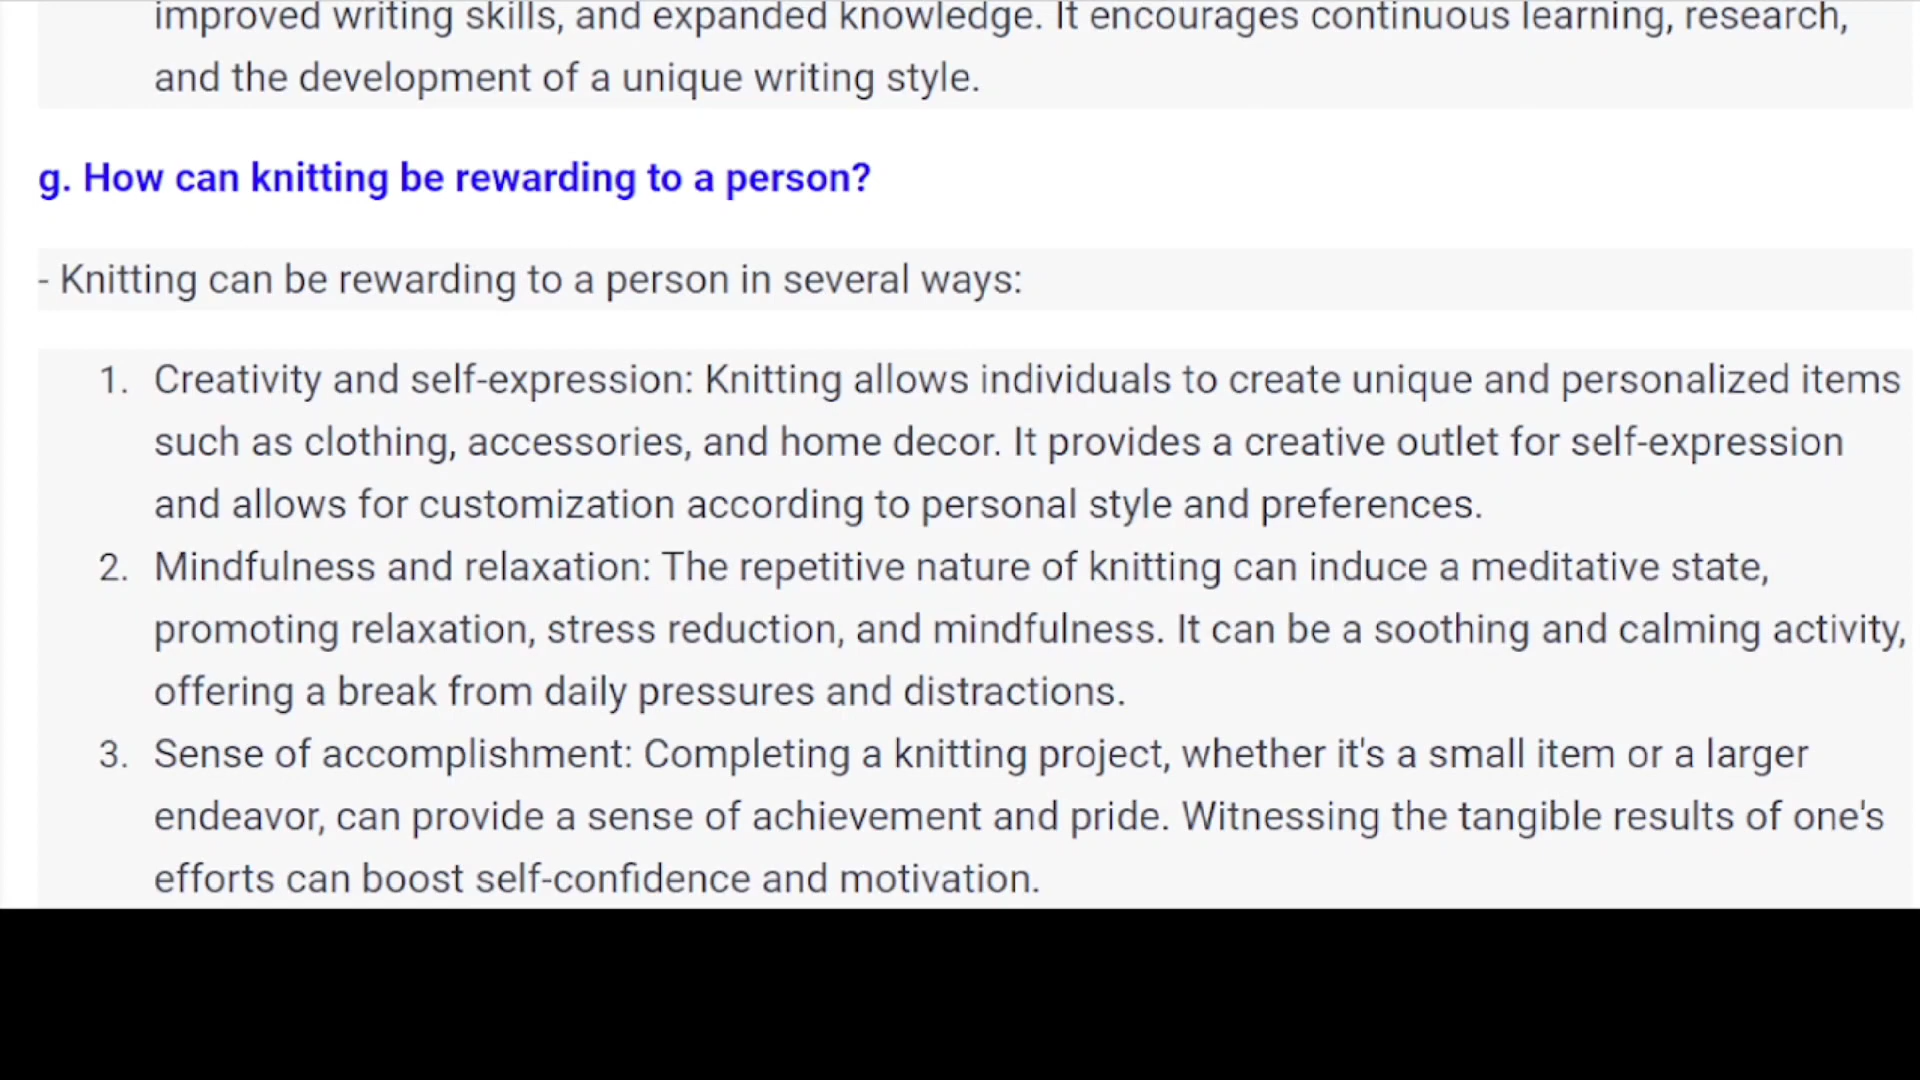 improved writing skills, and expanded knowledge. It encourages continuous learning, research,
and the development of a unique writing style.
g. How can knitting be rewarding to a person?
- Knitting can be rewarding to a person in several ways:
1. Creativity and self-expression: Knitting allows individuals to create unique and personalized items
such as clothing, accessories, and home decor. It provides a creative outlet for self-expression
and allows for customization according to personal style and preferences.
2. Mindfulness and relaxation: The repetitive nature of knitting can induce a meditative state,
promoting relaxation, stress reduction, and mindfulness. It can be a soothing and calming activity,
offering a break from daily pressures and distractions.
3. Sense of accomplishment: Completing a knitting project, whether it's a small item or a larger
endeavor, can provide a sense of achievement and pride. Witnessing the tangible results of one's
efforts can boost self-confidence and motivation.